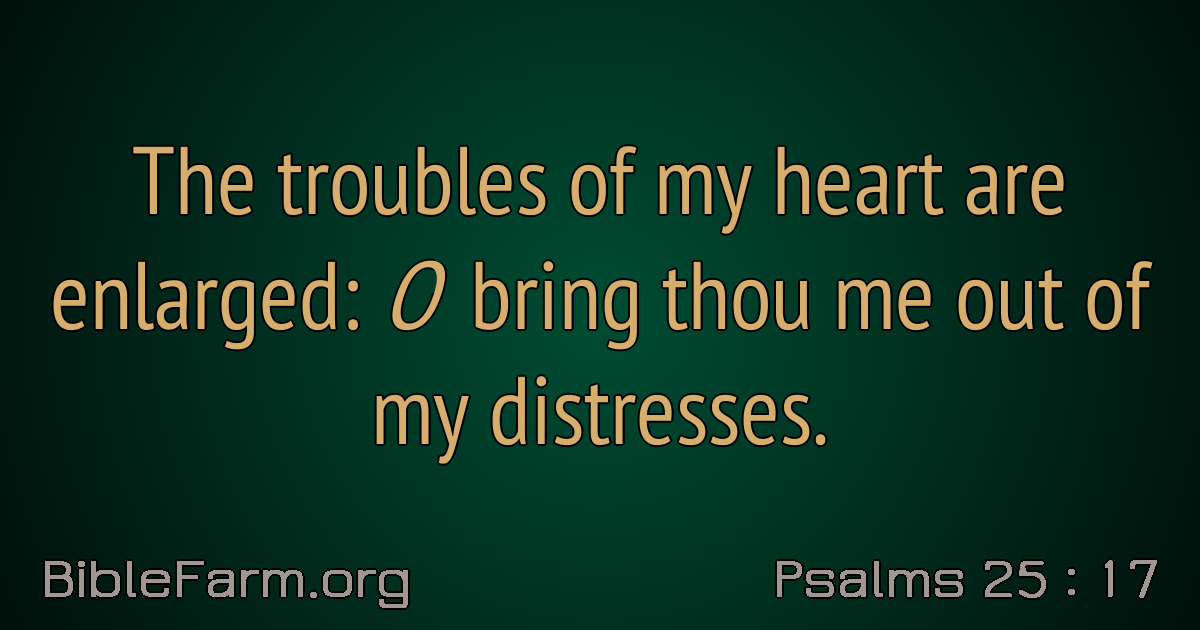 The troubles of my heart are
enlarged: O bring thou me out of
my distresses.
BibleFarm.org
Psalms 25 : 17